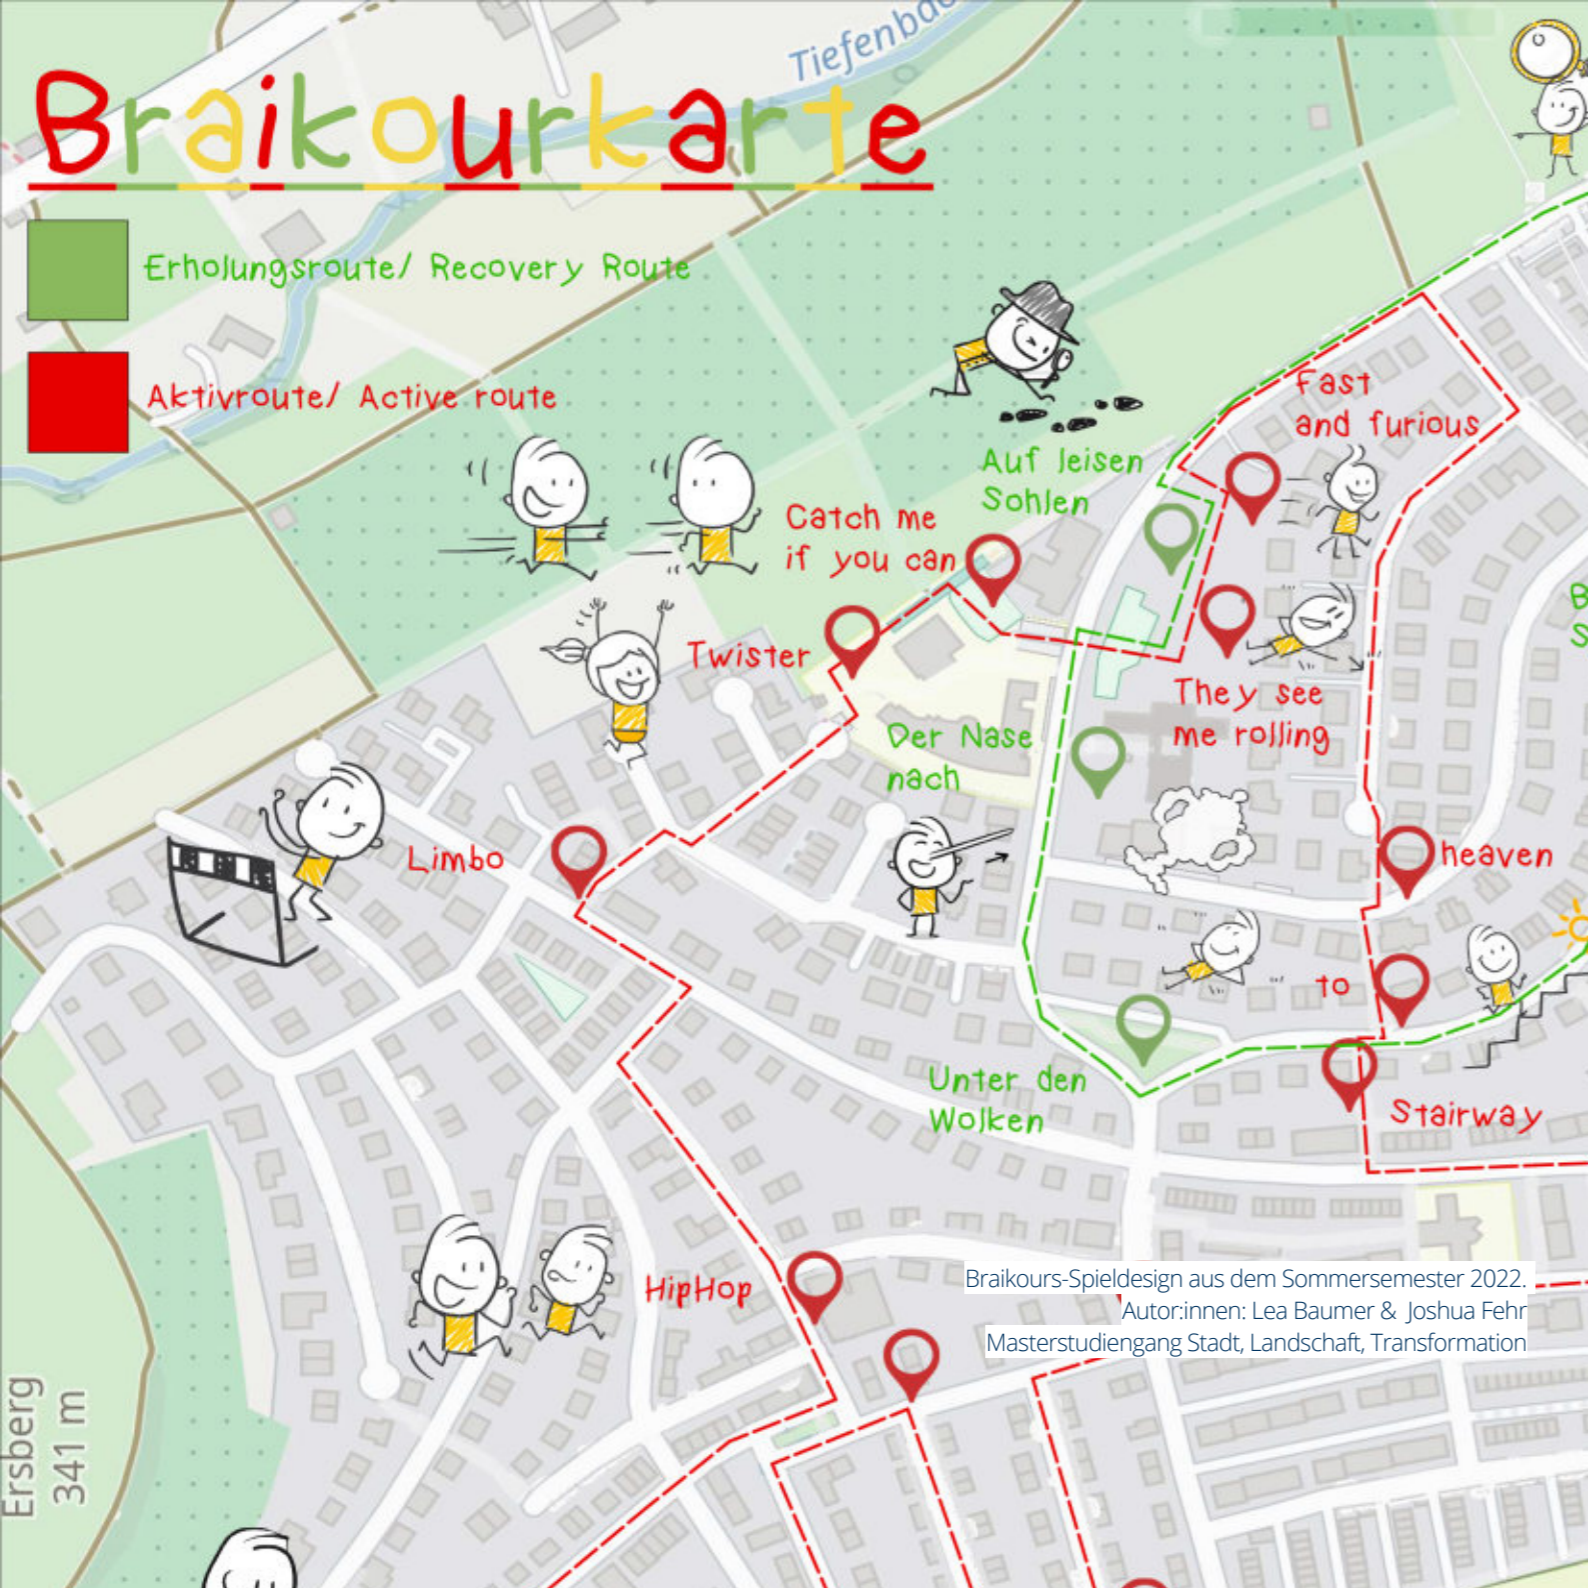 Braikourkarte
Erholungsroute/ Recovery Route
Aktivroute/ Active route
Fast
and furious
Auf leisen
Sohlen
Catch me
if you can
Twister
They see
me rolling
Der Nase
nach
Limbo
heaven
to
Stairway
Unter den
Wolken
HipHop
Braikours-Spieldesign aus dem Sommersemester 2022.
Autor:innen: Lea Baumer & Joshua Fehr
Masterstudiengang Stadt, Landschaft, Transformation
Ersberg
341 m